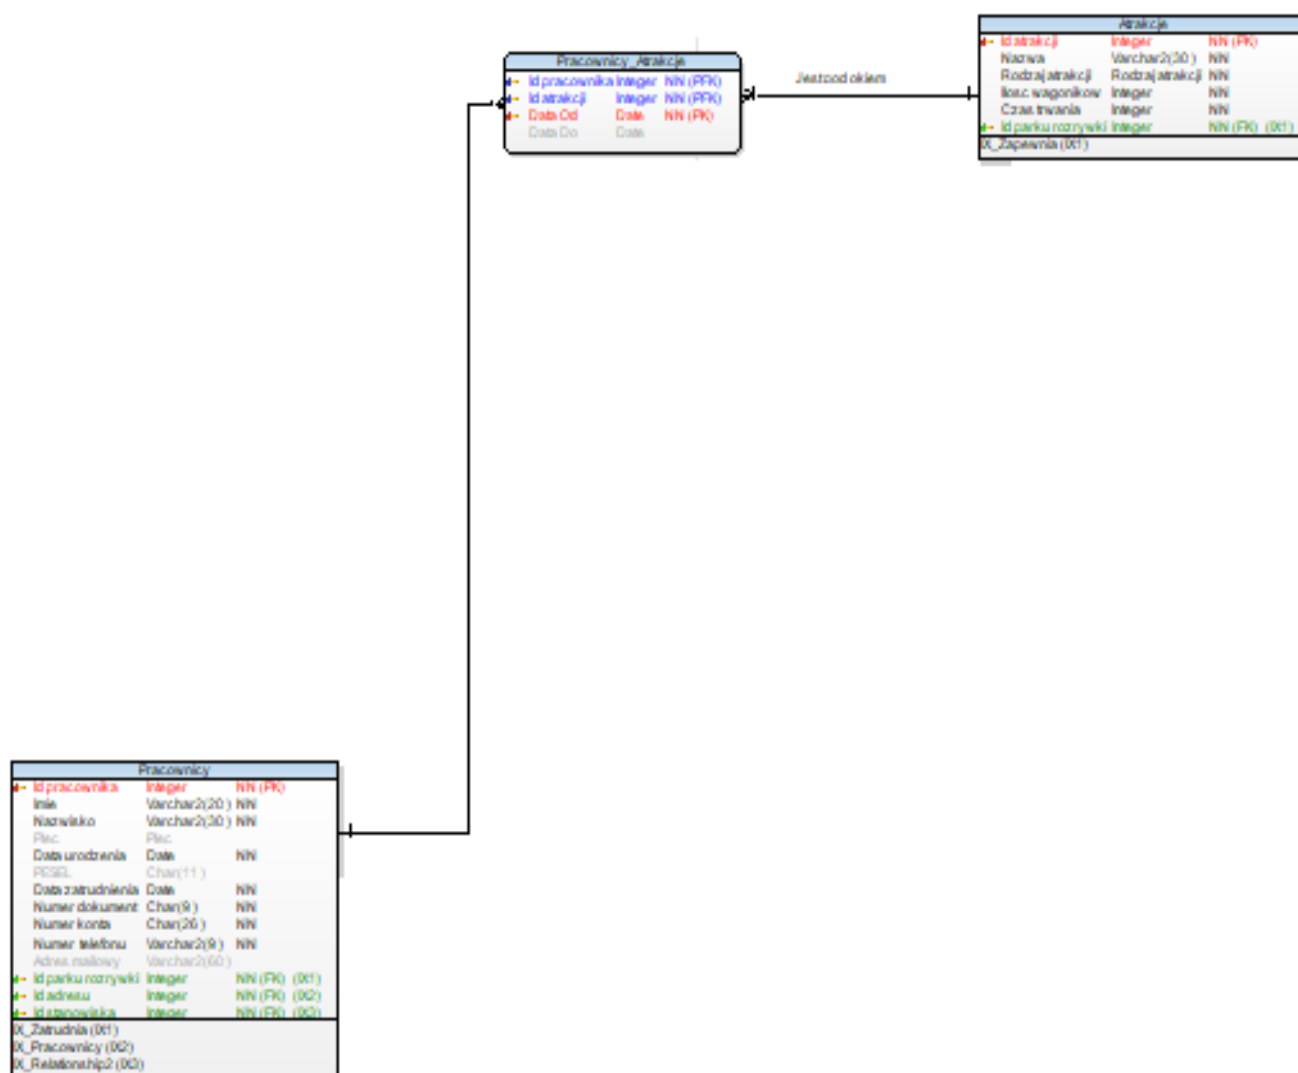 Pracownicy_Atrakcje
Id pracownika Integer NN (PFK)
Id atrakcji Integer NN (PFK)
Data Od Date NN (PK)
Data Do Date
Jest pod okiem
Atrakcje
Id atrakcji Integer NN (PK)
Nazwa Varchar2(30) NN
Rodzaj atrakcji Rodzaj atrakcji NN
Ilosc wagonikow Integer NN
Czas trwania Integer NN
Id parku rozrywki Integer NN (FK) (IX1)
IX_Zapewnia (IX1)
Pracownicy
Id pracownika Integer NN (PK)
Imie Varchar2(20) NN
Nazwisko Varchar2(30) NN
Plec Plec
Data urodzenia Date NN
PESEL Char(11)
Data zatrudnienia Date NN
Numer dokument Char(9) NN
Numer konta Char(26) NN
Numer telefonu Varchar2(9) NN
Adres mailowy Varchar2(60)
Id parku rozrywki Integer NN (FK) (IX1)
Id adresu Integer NN (FK) (IX2)
Id stanowiska Integer NN (FK) (IX3)
IX_Zatrudnia (IX1)
IX_Pracownicy (IX2)
IX_Relationship2 (IX3)